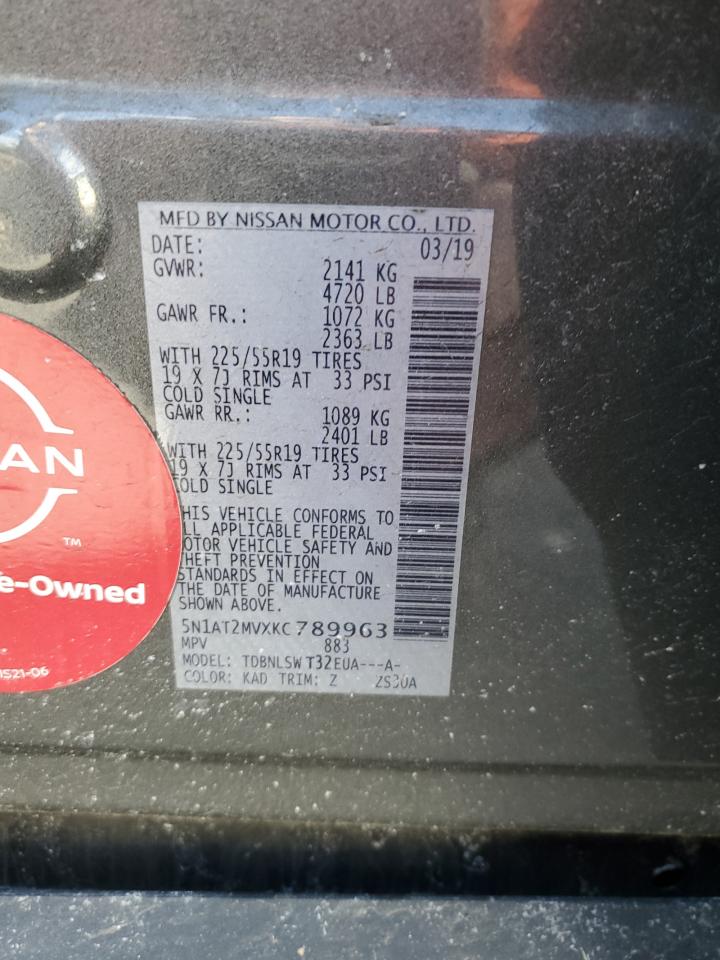 MFD BY NISSAN MOTOR CO., LTD.
DATE: 03/19
GVWR: 2141 KG
4720 LB
GAWR FR.: 1072 KG
2363 LB
WITH 225/55R19 TIRES
19 X 7J RIMS AT 33 PSI
COLD SINGLE
GAWR RR.: 1089 KG
2401 LB
WITH 225/55R19 TIRES
19 X 7J RIMS AT 33 PSI
OLD SINGLE
HIS VEHICLE CONFORMS TO
LL APPLICABLE FEDERAL
OTOR VEHICLE SAFETY AND
HEFT PREVENTION
STANDARDS IN EFFECT ON
THE DATE OF MANUFACTURE
SHOWN ABOVE.
5N1AT2MVXKC789963
MPV 883
MODEL: TDBNLSW T32EUA---A-
COLOR: KAD TRIM: Z ZS30A
SAN
TM
e-Owned
IS21-06